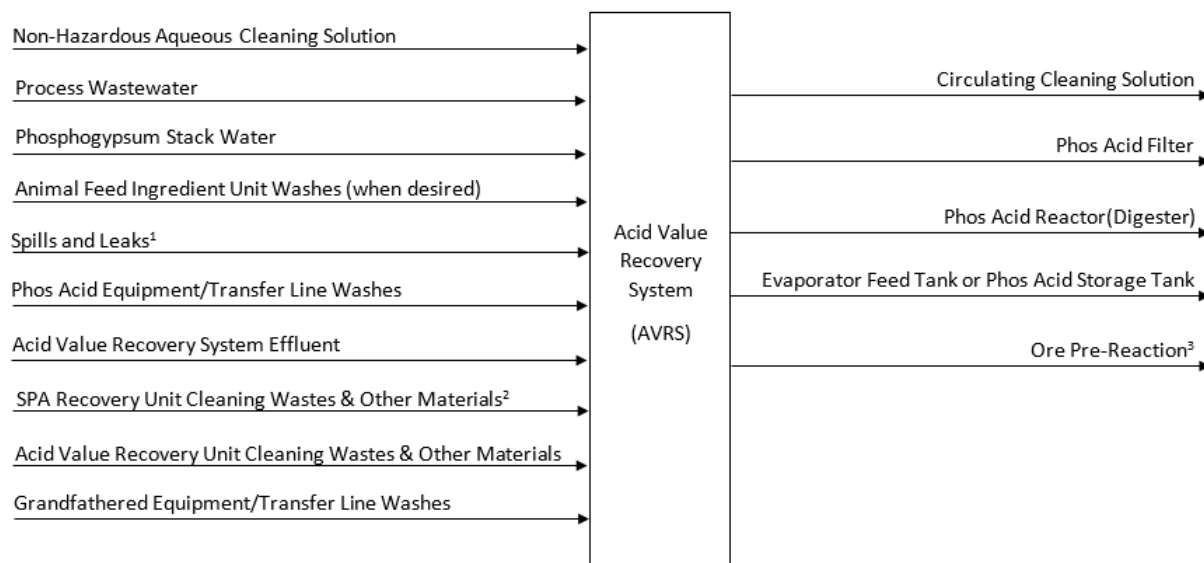 Non-Hazardous Aqueous Cleaning Solution
Process Wastewater
Phosphogypsum Stack Water
Animal Feed Ingredient Unit Washes (when desired)
Spills and Leaks¹
Phos Acid Equipment/Transfer Line Washes
Acid Value Recovery System Effluent
SPA Recovery Unit Cleaning Wastes & Other Materials²
Acid Value Recovery Unit Cleaning Wastes & Other Materials
Grandfathered Equipment/Transfer Line Washes
Acid Value
Recovery
System
(AVRS)
Circulating Cleaning Solution
Phos Acid Filter
Phos Acid Reactor(Digester)
Evaporator Feed Tank or Phos Acid Storage Tank
Ore Pre-Reaction³